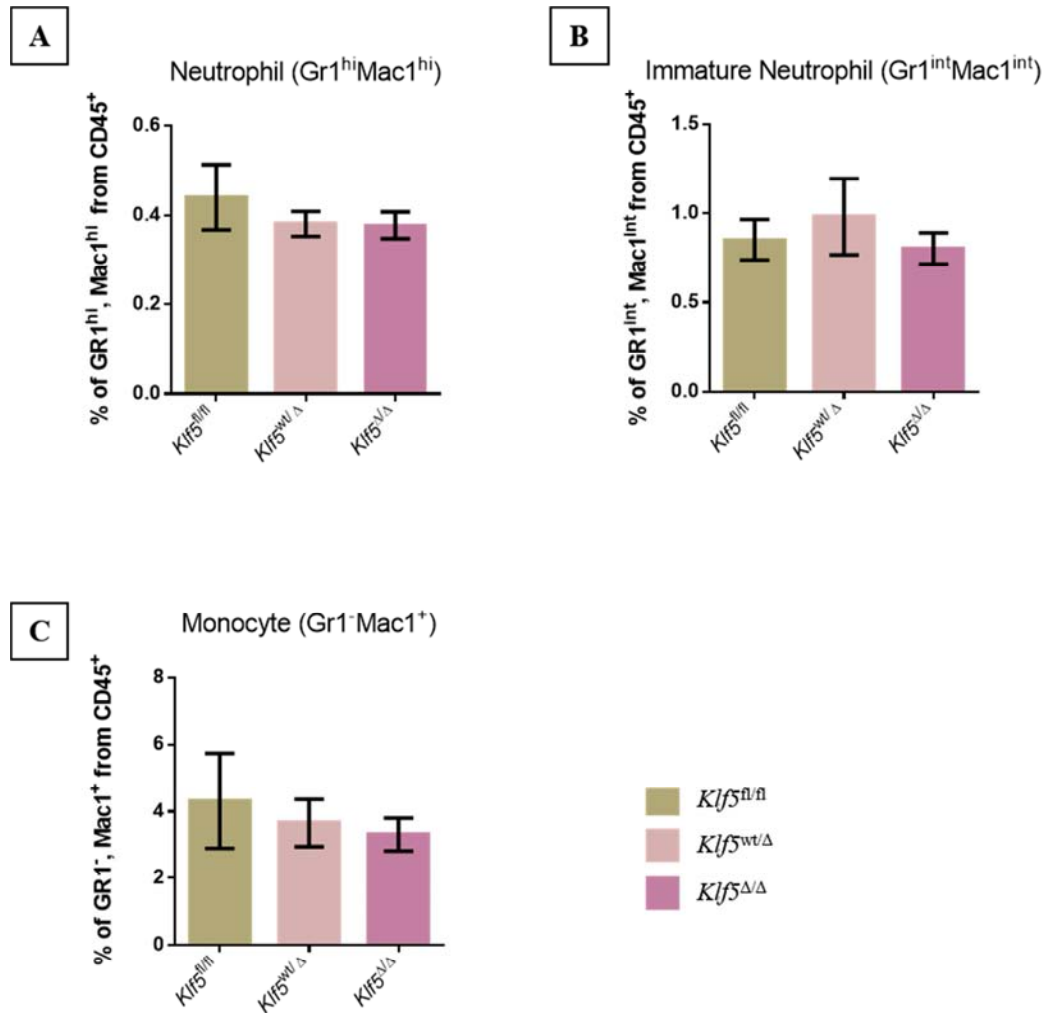 A
Neutrophil (Gr1ʰⁱMac1ʰⁱ)
% of GR1ʰⁱ, Mac1ʰⁱ from CD45⁺
0.6
0.4
0.2
0.0
Klf5ᶠˡ/ᶠˡ
Klf5ʷᵗ/ Δ
Klf5Δ/Δ
B
Immature Neutrophil (Gr1ⁱⁿᵗMac1ⁱⁿᵗ)
% of GR1ⁱⁿᵗ, Mac1ⁱⁿᵗ from CD45⁺
1.5
1.0
0.5
0.0
Klf5ᶠˡ/ᶠˡ
Klf5ʷᵗ/ Δ
Klf5Δ/Δ
C
Monocyte (Gr1⁻Mac1⁺)
% of GR1⁻, Mac1⁺ from CD45⁺
8
6
4
2
0
Klf5ᶠˡ/ᶠˡ
Klf5ʷᵗ/ Δ
Klf5Δ/Δ
Klf5ᶠˡ/ᶠˡ
Klf5ʷᵗ/Δ
Klf5Δ/Δ